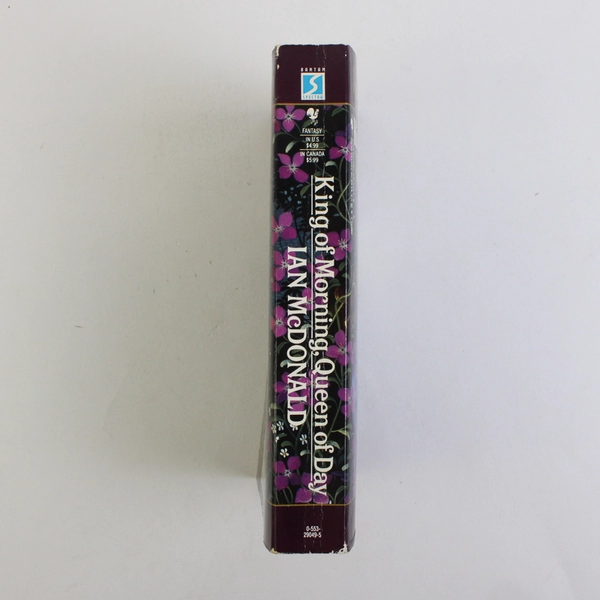 BANTAM
SPECTRA
FANTASY
IN U.S.
$4.99
IN CANADA
$5.99
King of Morning, Queen of Day
IAN McDONALD
0-553-
29049-5